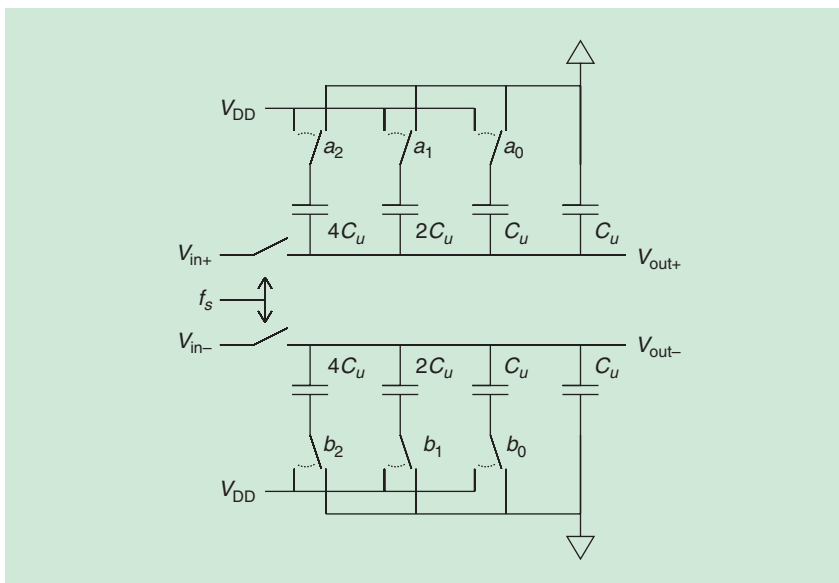 V_DD
a_2 a_1 a_0
4C_u 2C_u C_u C_u
V_in+ V_out+
f_s
V_in– V_out–
4C_u 2C_u C_u C_u
b_2 b_1 b_0
V_DD